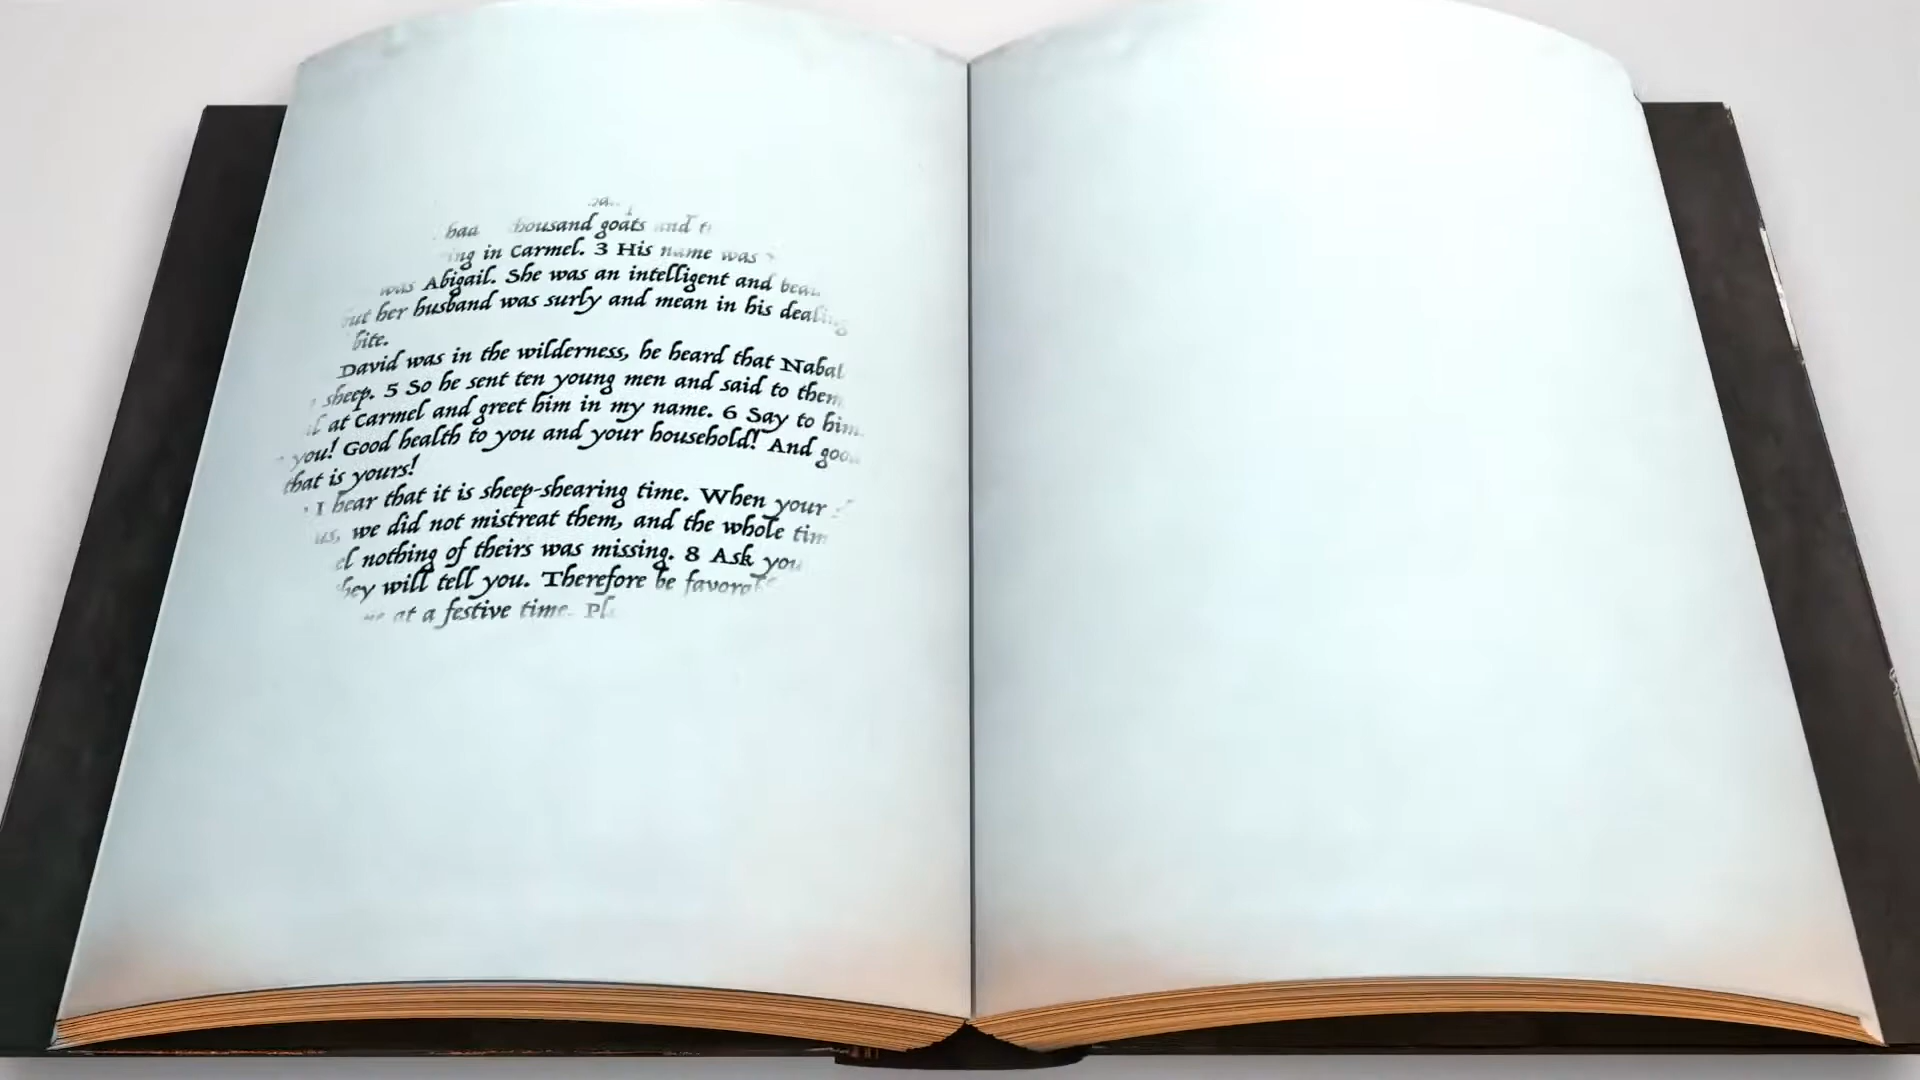 thousand goats and
in Carmel. 3 His name was
was Abigail. She was an intelligent and
but her husband was surly and mean in his
David was in the wilderness, he heard that Nabal
sheep. 5 So he sent ten young men and said to them
at Carmel and greet him in my name. 6 Say to him
you! Good health to you and your household! And
that is yours!
I hear that it is sheep-shearing time. When your
us, we did not mistreat them, and the whole
nothing of theirs was missing. 8 Ask
they will tell you. Therefore be
at a festive time.